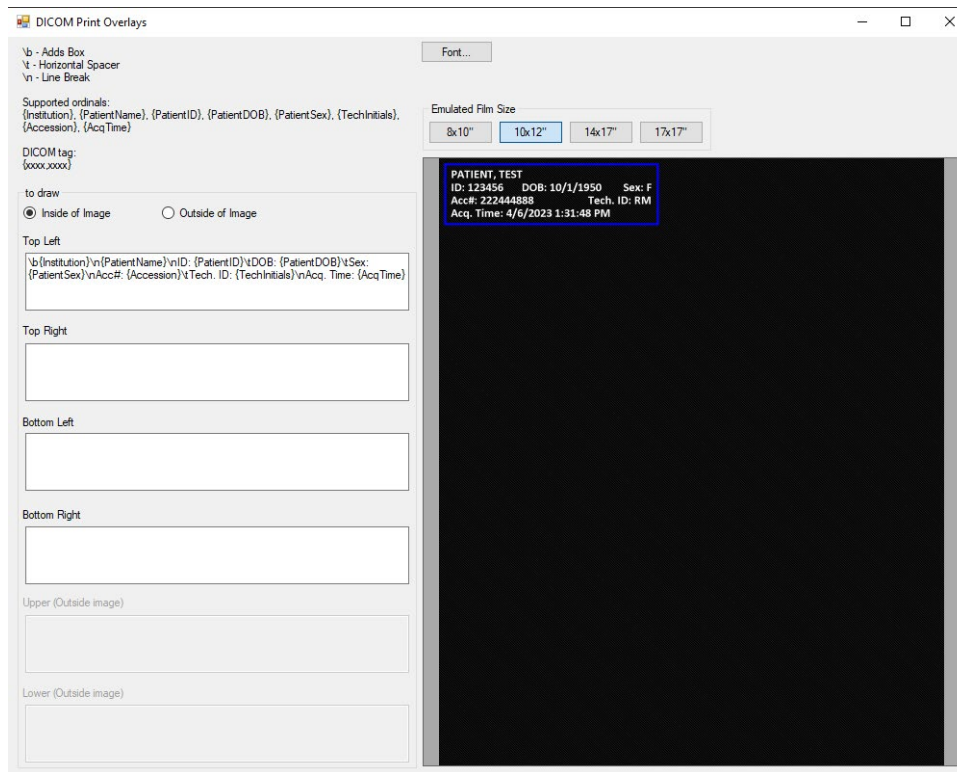 DICOM Print Overlays
\b - Adds Box
\t - Horizontal Spacer
\n - Line Break
Supported ordinals:
{Institution}, {PatientName}, {PatientID}, {PatientDOB}, {PatientSex}, {TechInitials},
{Accession}, {AcqTime}
DICOM tag:
{xxxx,xxxx}
to draw
Inside of Image
Outside of Image
Top Left
\b{Institution}\n{PatientName}\nID: {PatientID}\tDOB: {PatientDOB}\tSex:
{PatientSex}\nAcc#: {Accession}\tTech. ID: {TechInitials}\nAcq. Time: {AcqTime}
Top Right
Bottom Left
Bottom Right
Upper (Outside image)
Lower (Outside image)
Font...
Emulated Film Size
8x10"
10x12"
14x17"
17x17"
PATIENT, TEST
ID: 123456 DOB: 10/1/1950 Sex: F
Acc#: 222444888 Tech. ID: RM
Acq. Time: 4/6/2023 1:31:48 PM